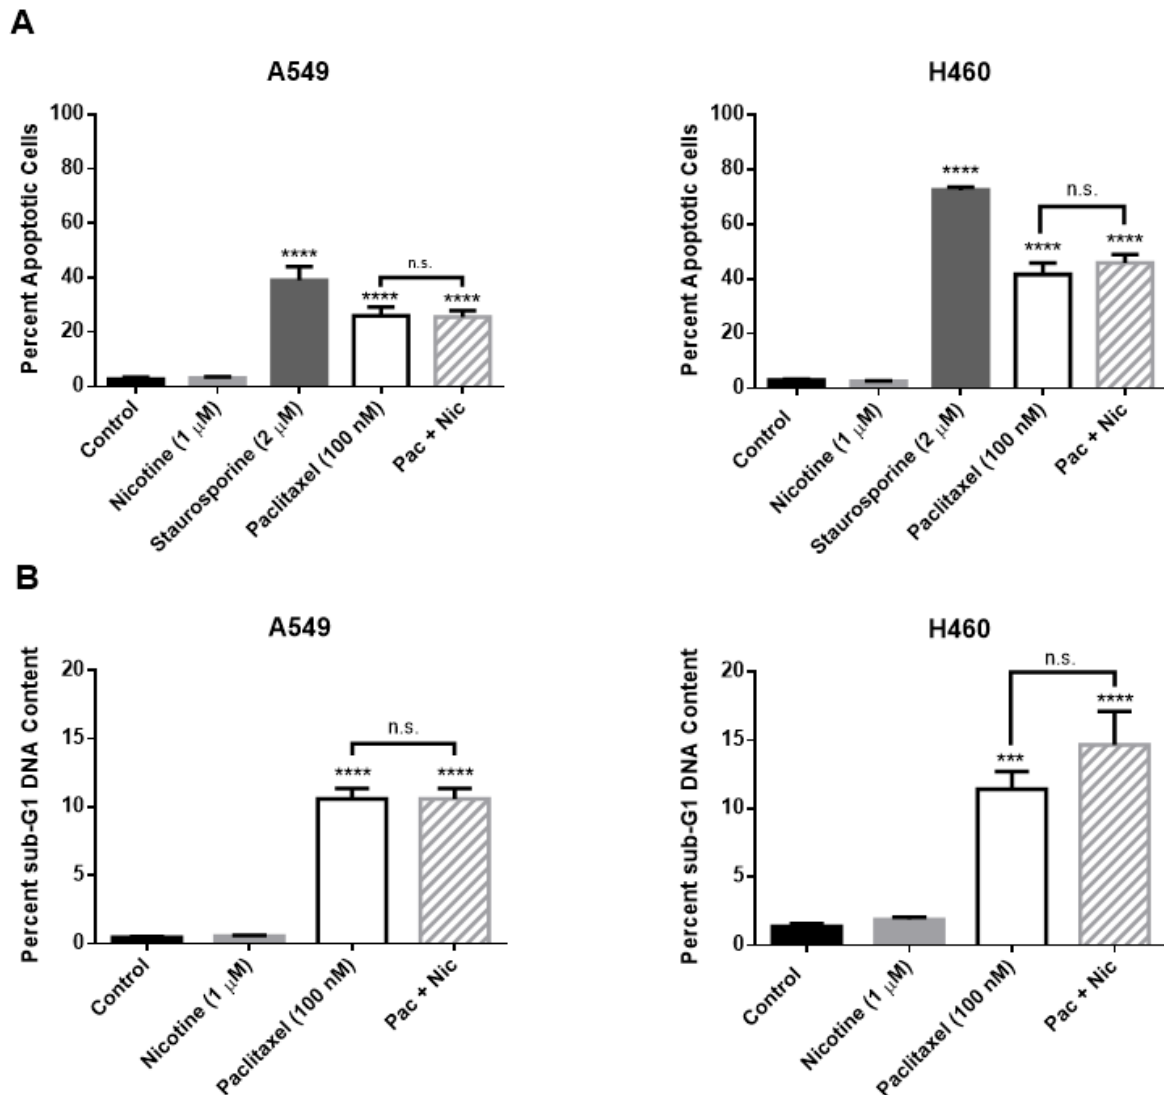 A
A549
Percent Apoptotic Cells
100
80
60
40
20
0
****
****
n.s.
****
Control
Nicotine (1 μM)
Staurosporine (2 μM)
Paclitaxel (100 nM)
Pac + Nic
H460
Percent Apoptotic Cells
100
80
60
40
20
0
****
****
n.s.
****
Control
Nicotine (1 μM)
Staurosporine (2 μM)
Paclitaxel (100 nM)
Pac + Nic
B
A549
Percent sub-G1 DNA Content
20
15
10
5
0
n.s.
****
****
Control
Nicotine (1 μM)
Paclitaxel (100 nM)
Pac + Nic
H460
Percent sub-G1 DNA Content
20
15
10
5
0
n.s.
***
****
Control
Nicotine (1 μM)
Paclitaxel (100 nM)
Pac + Nic